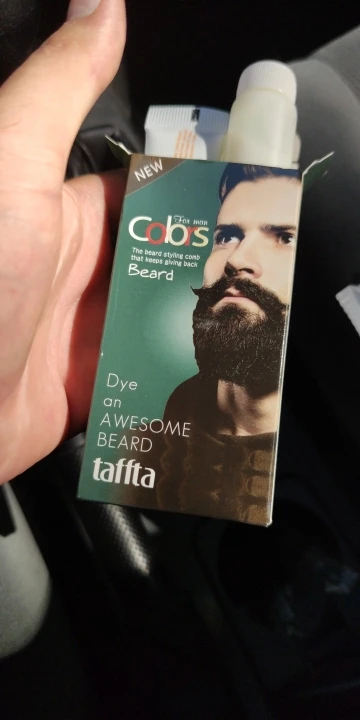 NEW
For men
Colors
The beard styling comb
that keeps giving back
Beard
Dye
an
AWESOME
BEARD
taffta